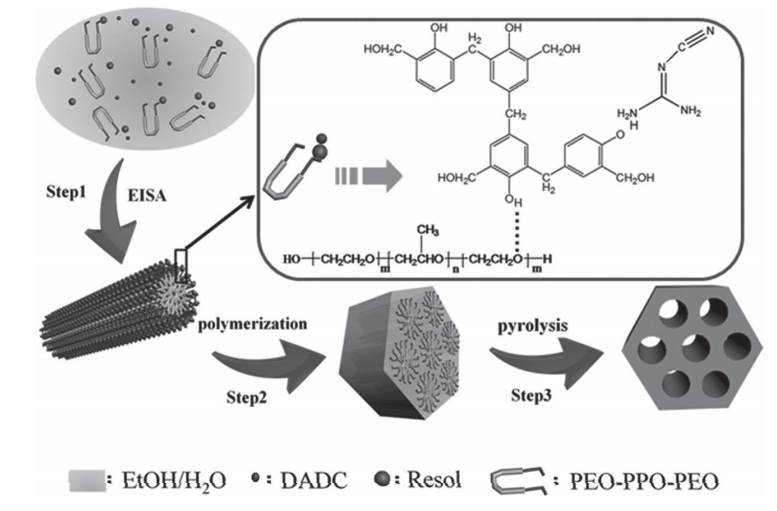 OH
HOH₂C
H₂
C
OH
CH₂OH
C≡N
N
H₂N
NH₂
H
CH₂
O
HOH₂C
C
H₂
CH₂OH
OH
CH₃
HO-(CH₂CH₂O)m(CH₂CHO)n(CH₂CH₂O)m-H
Step1
EISA
polymerization
Step2
pyrolysis
Step3
: EtOH/H₂O : DADC : Resol : PEO-PPO-PEO